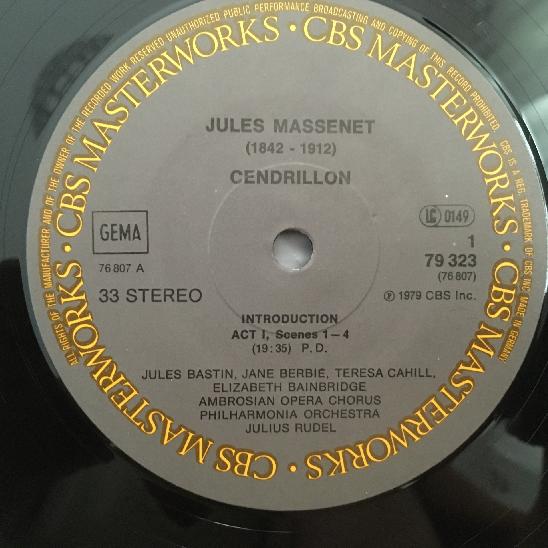 ALL RIGHTS OF THE MANUFACTURER AND OF THE OWNER OF THE RECORDED WORK RESERVED UNAUTHORIZED PUBLIC PERFORMANCE BROADCASTING AND COPYING OF THIS RECORD PROHIBITED. CBS IS A REG. TRADEMARK OF CBS INC MADE IN GERMANY
CBS MASTERWORKS · CBS MASTERWORKS · CBS MASTERWORKS · CBS MASTERWORKS · CBS MASTERWORKS ·
JULES MASSENET
(1842 - 1912)
CENDRILLON
GEMA
LC 0149
76 807 A
1
79 323
(76 807)
33 STEREO
℗ 1979 CBS Inc.
INTRODUCTION
ACT I, Scenes 1 – 4
(19:35) P. D.
JULES BASTIN, JANE BERBIE, TERESA CAHILL,
ELIZABETH BAINBRIDGE
AMBROSIAN OPERA CHORUS
PHILHARMONIA ORCHESTRA
JULIUS RUDEL